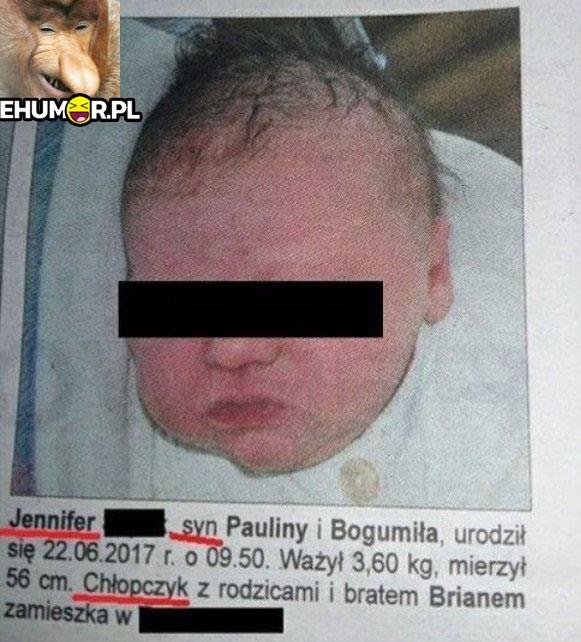 EHUMOR.PL
Jennifer syn Pauliny i Bogumiła, urodził
się 22.06.2017 r. o 09.50. Ważył 3,60 kg, mierzył
56 cm. Chłopczyk z rodzicami i bratem Brianem
zamieszka w